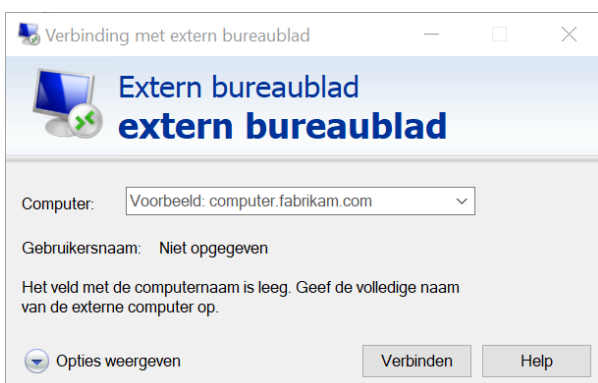 Verbinding met extern bureaublad
Extern bureaublad
extern bureaublad
Computer: Voorbeeld: computer.fabrikam.com
Gebruikersnaam: Niet opgegeven
Het veld met de computernaam is leeg. Geef de volledige naam
van de externe computer op.
Opties weergeven Verbinden Help